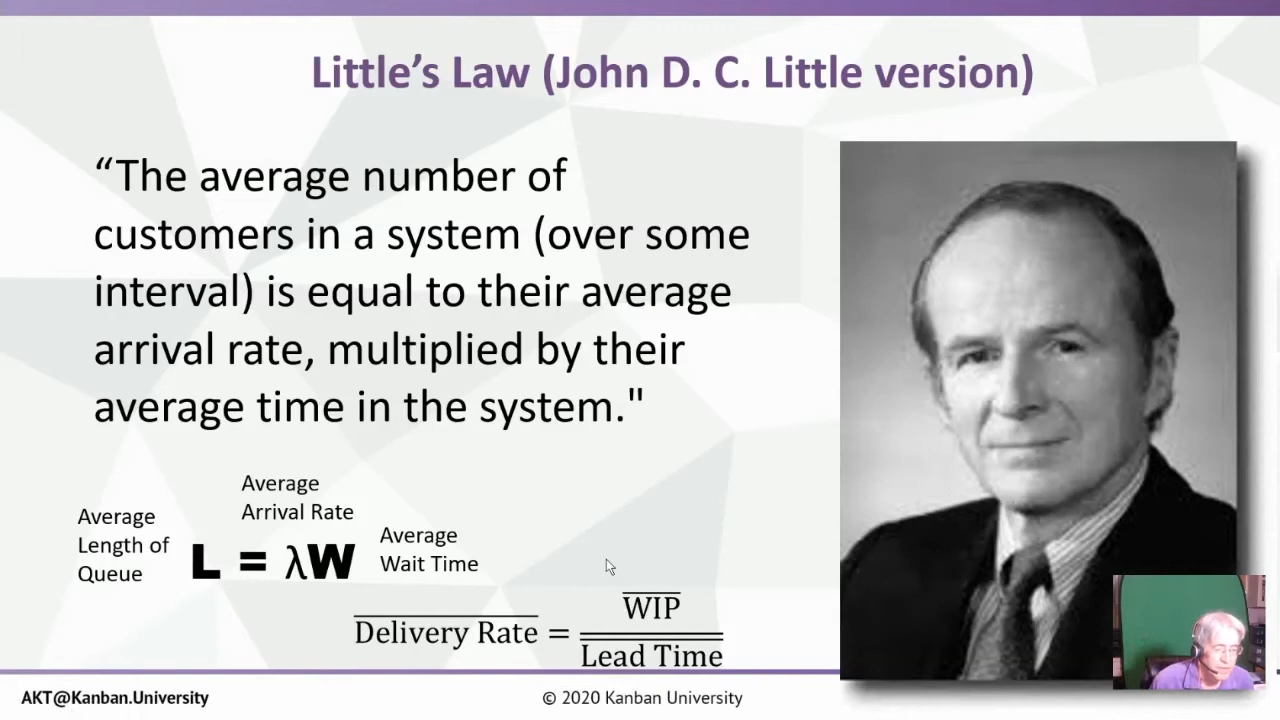 Little’s Law (John D. C. Little version)
“The average number of
customers in a system (over some
interval) is equal to their average
arrival rate, multiplied by their
average time in the system."
Average
Arrival Rate
Average
Length of
Queue
L = λW
Average
Wait Time
Delivery Rate = WIP / Lead Time
AKT@Kanban.University
© 2020 Kanban University